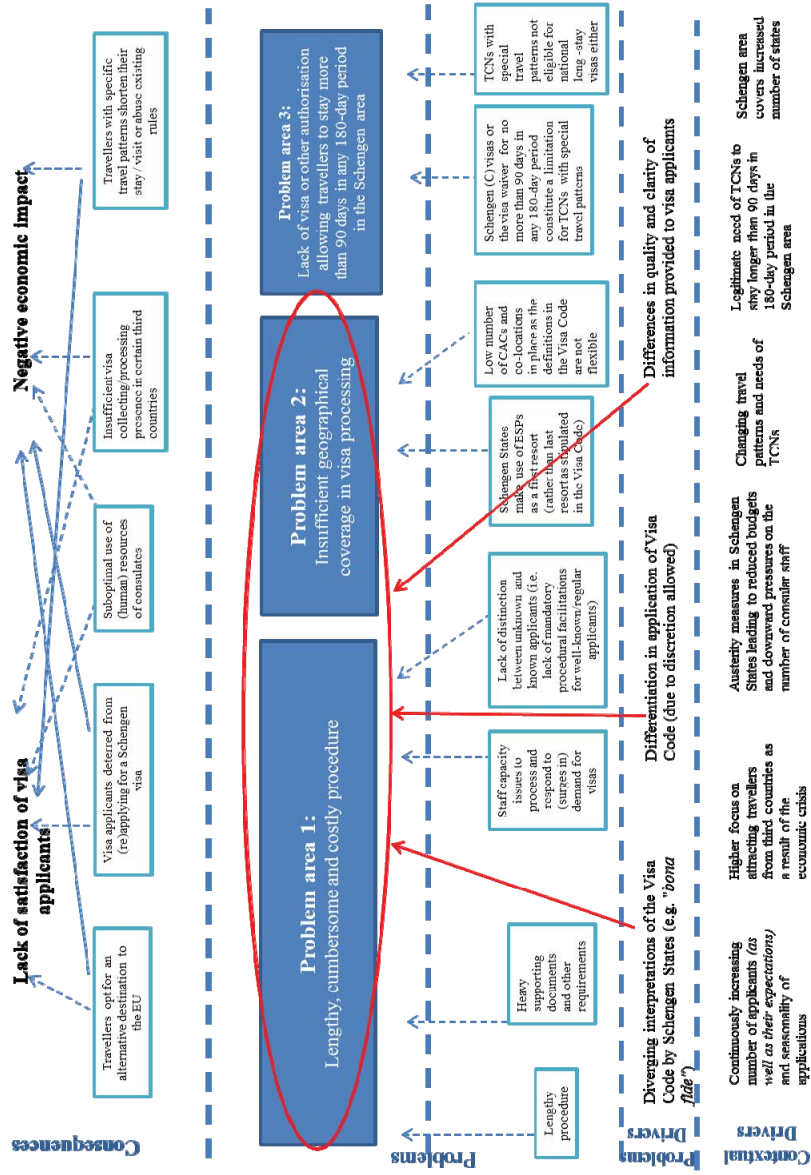 Consequences
Lack of satisfaction of visa
applicants
Negative economic impact
Travellers opt for an
alternative destination to
the EU
Visa applicants deterred from
(re)applying for a Schengen
visa
Suboptimal use of
(human) resources
of consulates
Insufficient visa
collecting/processing
presence in certain third
countries
Travellers with specific
travel patterns shorten their
stay / visit or abuse existing
rules
Problem area 1:
Lengthy, cumbersome and costly procedure
Problem area 2:
Insufficient geographical
coverage in visa processing
Problem area 3:
Lack of visa or other authorisation
allowing travellers to stay more
than 90 days in any 180-day period
in the Schengen area
Problems
Lengthy
procedure
Heavy
supporting
documents
and other
requirements
Staff capacity
issues to
process and
respond to
(surges in)
demand for
visas
Lack of distinction
between unknown and
known applicants (i.e.
lack of mandatory
procedural facilitations
for well-known/regular
applicants)
Schengen States
make use of ESPs
as a first resort
(rather than last
resort as stipulated
in the Visa Code)
Low number
of CACs and
co-locations
in place as the
definitions in
the Visa Code
are not
flexible
Schengen (C) visas or
the visa waiver for no
more than 90 days in
any 180-day period
constitute a limitation
for TCNs with special
travel patterns
TCNs with
special
travel
patterns not
eligible for
national
long -stay
visas either
Problems
Drivers
Diverging interpretations of the Visa
Code by Schengen States (e.g. "bona
fide")
Differentiation in application of Visa
Code (due to discretion allowed)
Differences in quality and clarity of
information provided to visa applicants
Contextual
Drivers
Continuously increasing
number of applicants (as
well as their expectations)
and seasonality of
applications
Higher focus on
attracting travellers
from third countries as
a result of the
economic crisis
Austerity measures in Schengen
States leading to reduced budgets
and downward pressures on the
number of consular staff
Changing travel
patterns and needs of
TCNs
Legitimate need of TCNs to
stay longer than 90 days in
180-day period in the
Schengen area
Schengen area
covers increased
number of states